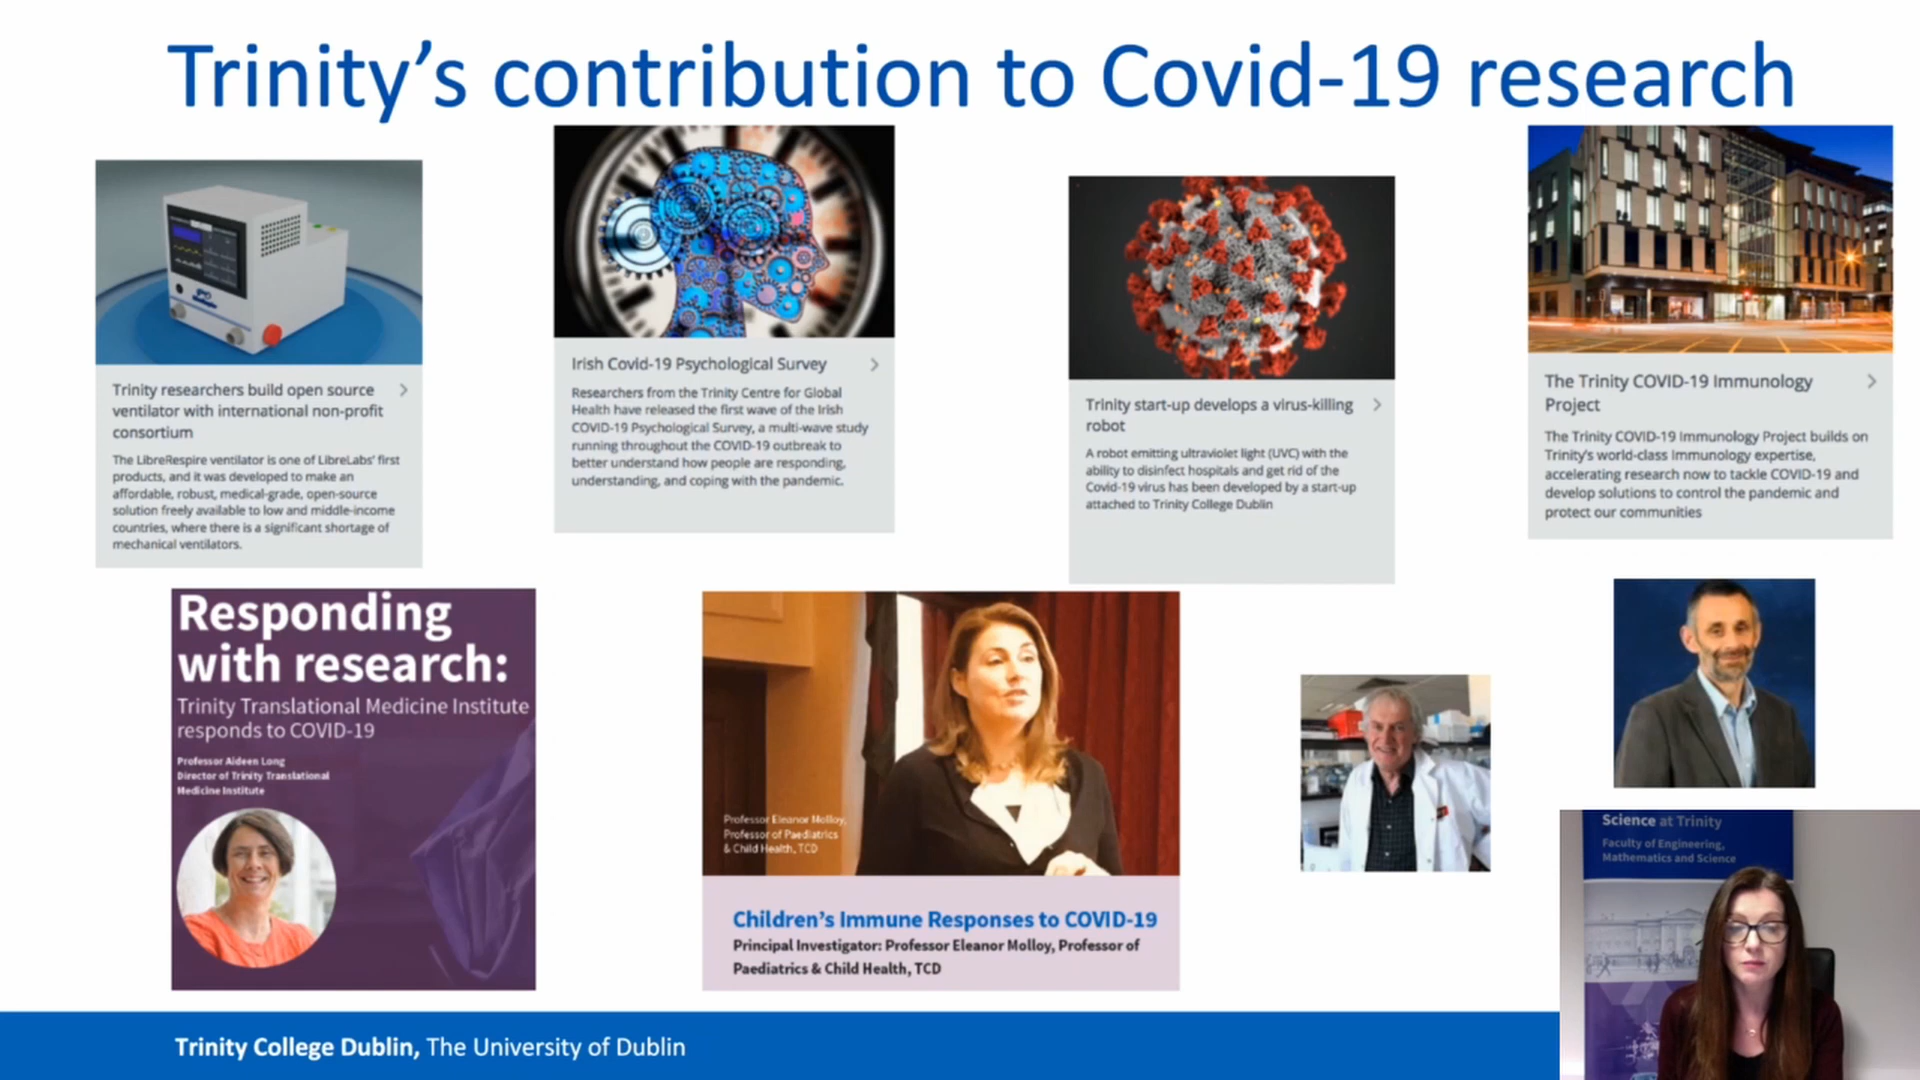 Trinity’s contribution to Covid-19 research
Trinity researchers build open source
ventilator with international non-profit
consortium
The LibreRespire ventilator is one of LibreLabs' first
products, and it was developed to make an
affordable, robust, medical-grade, open-source
solution freely available to low and middle-income
countries, where there is a significant shortage of
mechanical ventilators.
Irish Covid-19 Psychological Survey
Researchers from the Trinity Centre for Global
Health have released the first wave of the Irish
COVID-19 Psychological Survey, a multi-wave study
running throughout the COVID-19 outbreak to
better understand how people are responding,
understanding, and coping with the pandemic.
Trinity start-up develops a virus-killing
robot
A robot emitting ultraviolet light (UVC) with the
ability to disinfect hospitals and get rid of the
Covid-19 virus has been developed by a start-up
attached to Trinity College Dublin
The Trinity COVID-19 Immunology
Project
The Trinity COVID-19 Immunology Project builds on
Trinity's world-class Immunology expertise,
accelerating research now to tackle COVID-19 and
develop solutions to control the pandemic and
protect our communities
Responding
with research:
Trinity Translational Medicine Institute
responds to COVID-19
Professor Aideen Long
Director of Trinity Translational
Medicine Institute
Professor Eleanor Molloy,
Professor of Paediatrics
& Child Health, TCD
Children’s Immune Responses to COVID-19
Principal Investigator: Professor Eleanor Molloy, Professor of
Paediatrics & Child Health, TCD
Science at Trinity
Faculty of Engineering,
Mathematics and Science
Trinity College Dublin, The University of Dublin